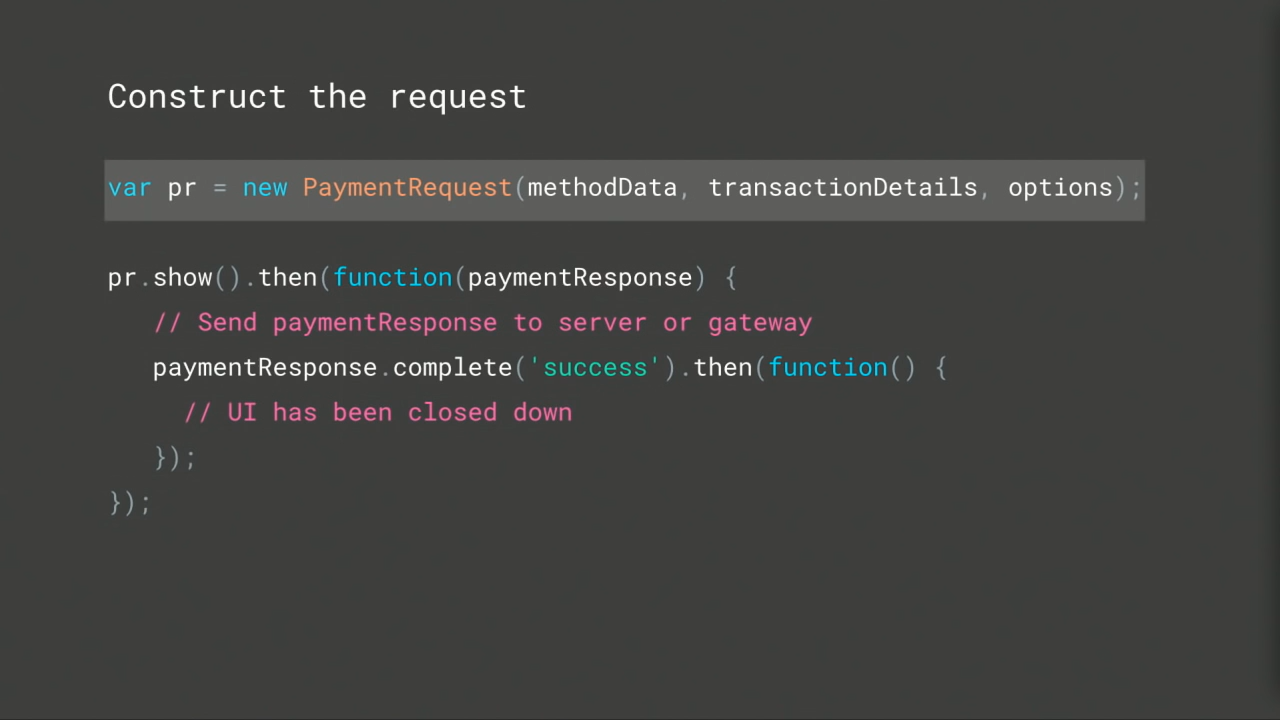 Construct the request
var pr = new PaymentRequest(methodData, transactionDetails, options);
pr.show().then(function(paymentResponse) {
// Send paymentResponse to server or gateway
paymentResponse.complete('success').then(function() {
// UI has been closed down
});
});